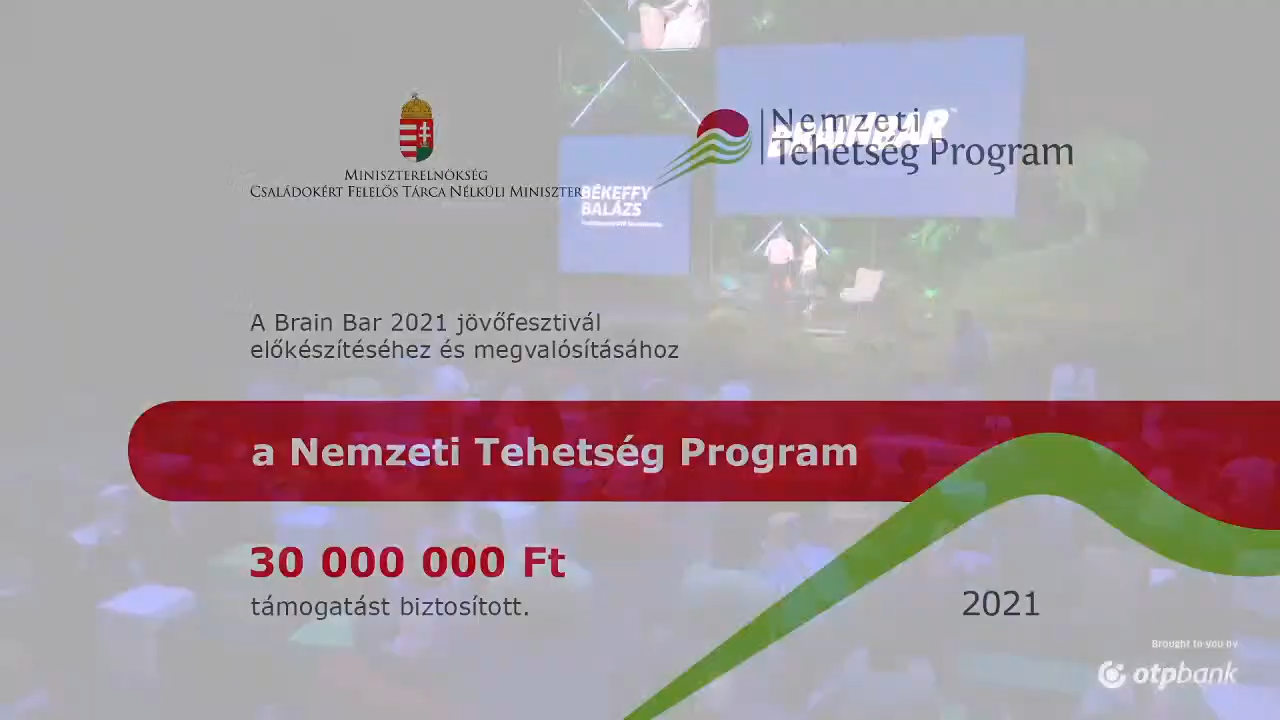 MINISZTERELNÖKSÉG
CSALÁDOKÉRT FELELŐS TÁRCA NÉLKÜLI MINISZTER
Nemzeti
Tehetség Program
BRAINBAR
BÉKEFFY
BALÁZS
A Brain Bar 2021 jövőfesztivál
előkészítéséhez és megvalósításához
a Nemzeti Tehetség Program
30 000 000 Ft
támogatást biztosított.
2021
Brought to you by
otpbank